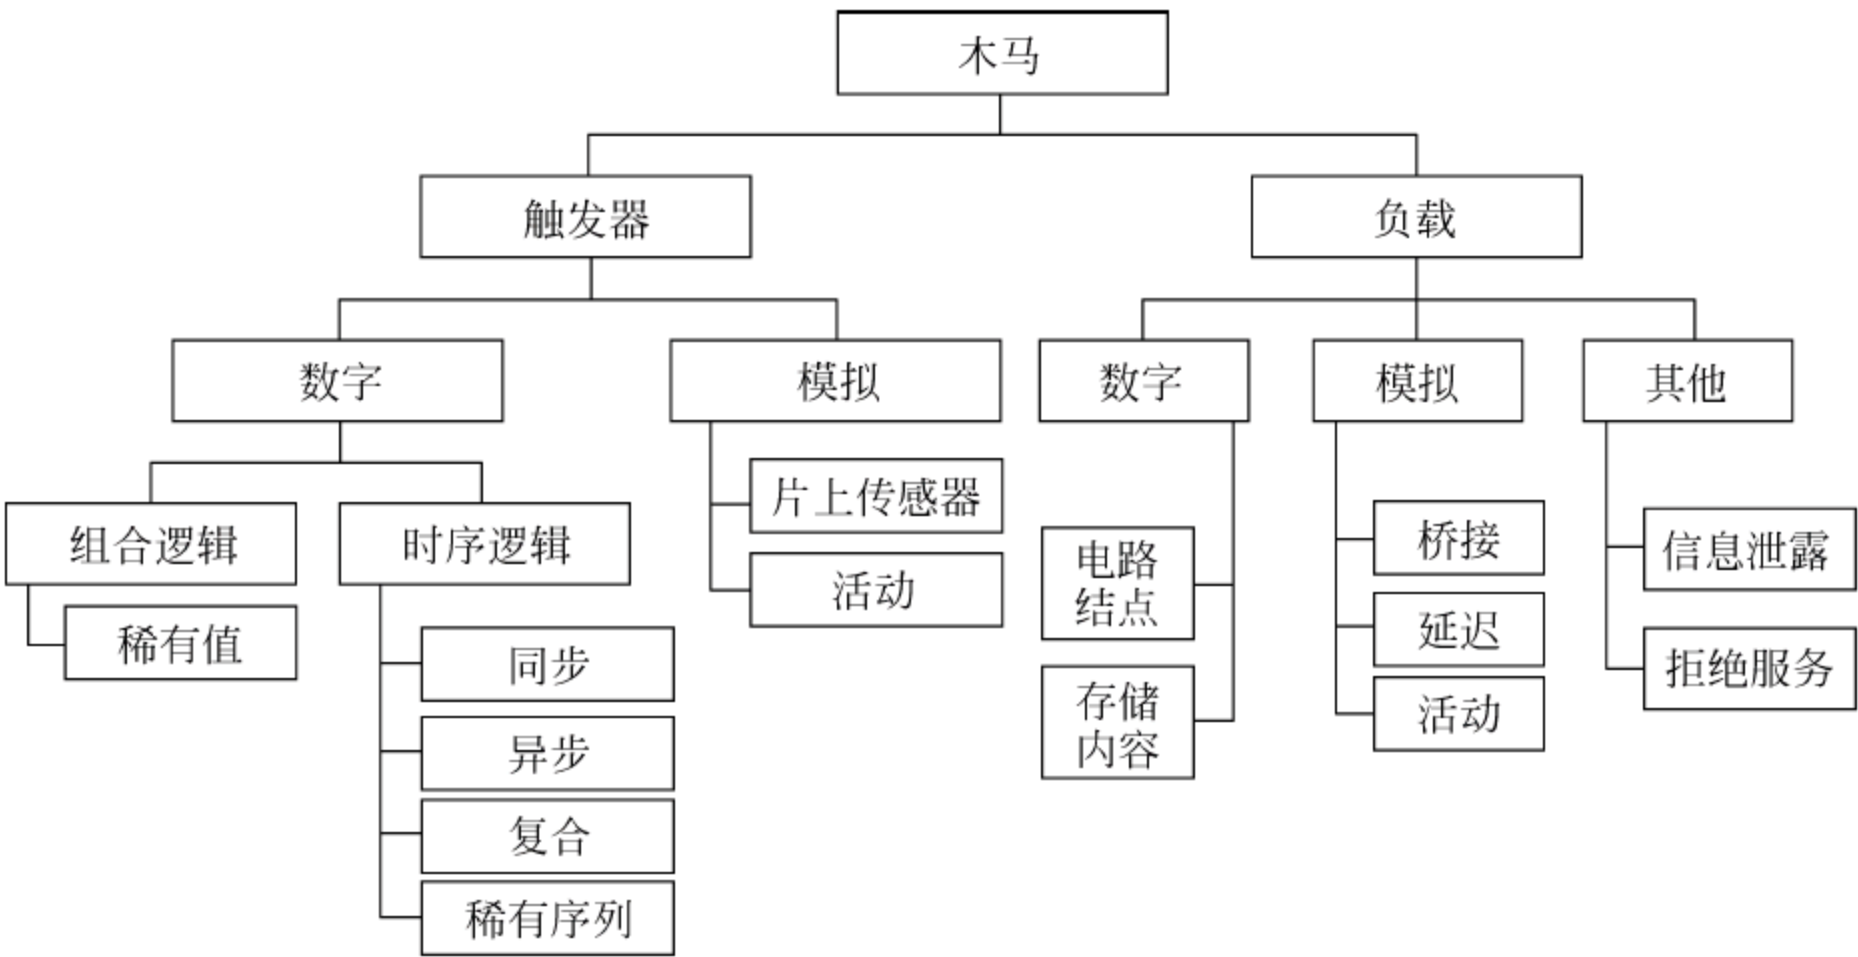 木马
触发器
负载
数字
模拟
数字
模拟
其他
组合逻辑
时序逻辑
稀有值
同步
异步
复合
稀有序列
片上传感器
活动
电路
结点
存储
内容
桥接
延迟
活动
信息泄露
拒绝服务